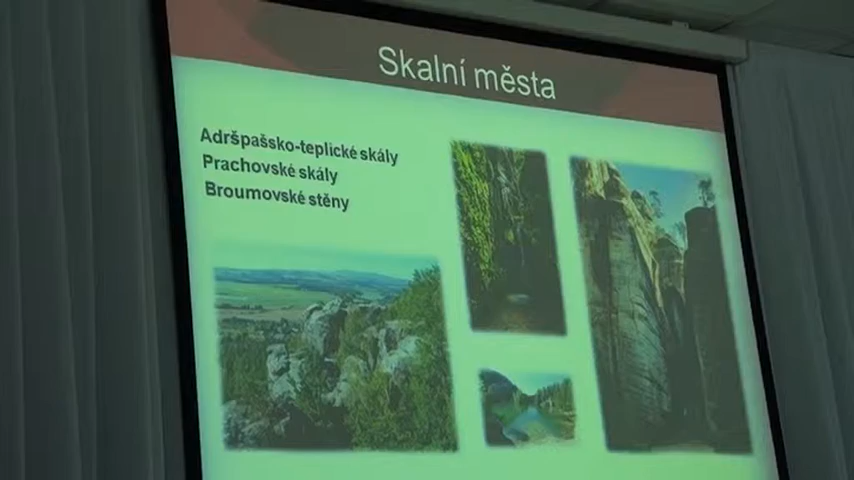 Skalní města
Adršpašsko-teplické skály
Prachovské skály
Broumovské stěny